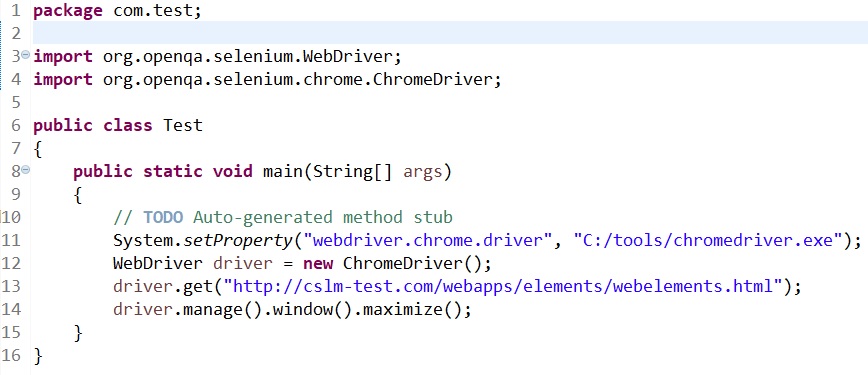 1 package com.test;
2
3 import org.openqa.selenium.WebDriver;
4 import org.openqa.selenium.chrome.ChromeDriver;
5
6 public class Test
7 {
8     public static void main(String[] args)
9     {
10         // TODO Auto-generated method stub
11         System.setProperty("webdriver.chrome.driver", "C:/tools/chromedriver.exe");
12         WebDriver driver = new ChromeDriver();
13         driver.get("http://cslm-test.com/webapps/elements/webelements.html");
14         driver.manage().window().maximize();
15     }
16 }